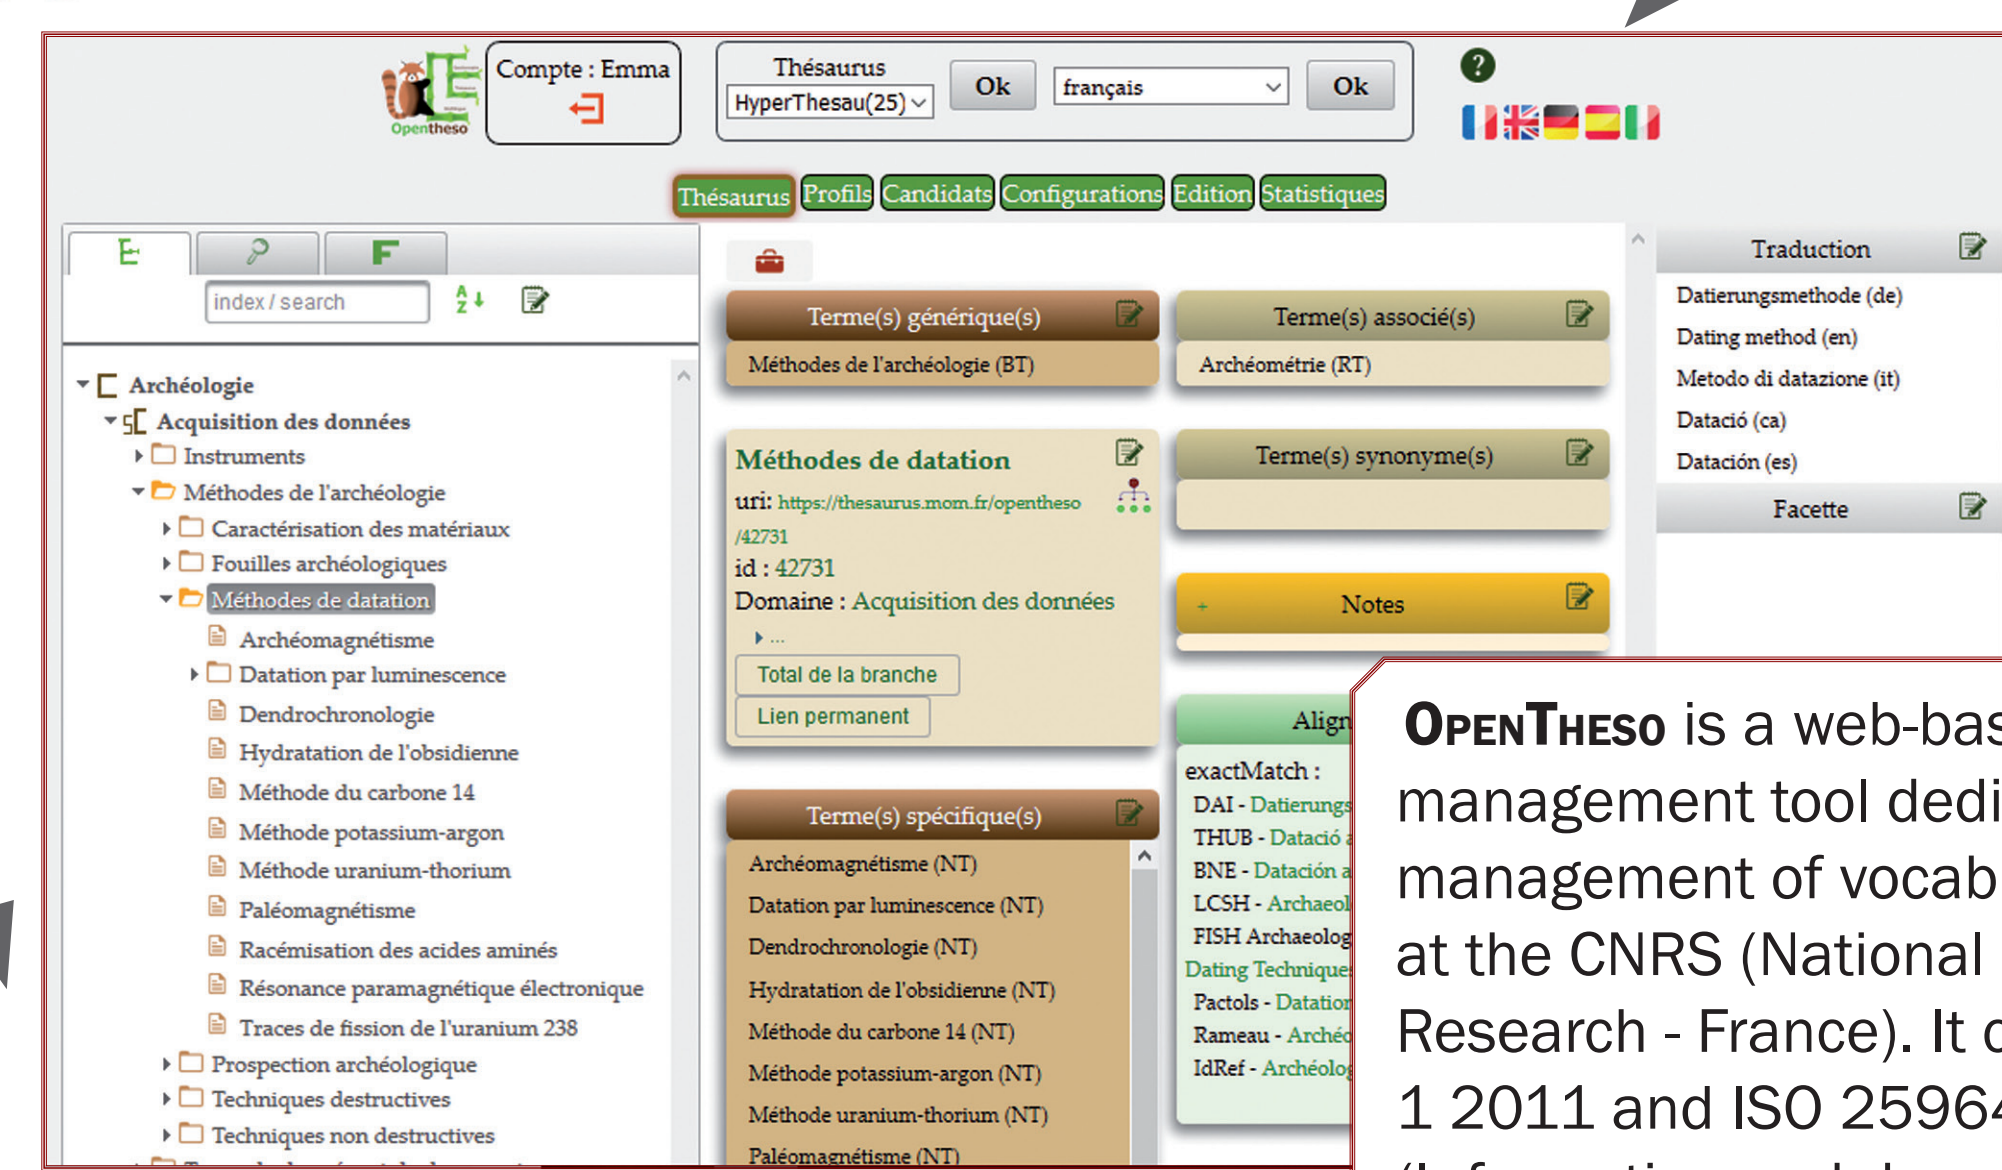 Opentheso
Compte : Emma
Thésaurus
HyperThesau(25)
Ok
français
Ok
?
Thésaurus Profils Candidats Configurations Edition Statistiques
F
index / search
A
Z
Archéologie
Acquisition des données
Instruments
Méthodes de l'archéologie
Caractérisation des matériaux
Fouilles archéologiques
Méthodes de datation
Archéomagnétisme
Datation par luminescence
Dendrochronologie
Hydratation de l'obsidienne
Méthode du carbone 14
Méthode potassium-argon
Méthode uranium-thorium
Paléomagnétisme
Racémisation des acides aminés
Résonance paramagnétique électronique
Traces de fission de l'uranium 238
Prospection archéologique
Techniques destructives
Techniques non destructives
Terme(s) générique(s)
Méthodes de l'archéologie (BT)
Méthodes de datation
uri: https://thesaurus.mom.fr/opentheso
/42731
id : 42731
Domaine : Acquisition des données
...
Total de la branche
Lien permanent
Terme(s) spécifique(s)
Archéomagnétisme (NT)
Datation par luminescence (NT)
Dendrochronologie (NT)
Hydratation de l'obsidienne (NT)
Méthode du carbone 14 (NT)
Méthode potassium-argon (NT)
Méthode uranium-thorium (NT)
Paléomagnétisme (NT)
Terme(s) associé(s)
Archéométrie (RT)
Terme(s) synonyme(s)
+ Notes
Align
exactMatch :
DAI - Datierungs
THUB - Datació a
BNE - Datación a
LCSH - Archaeol
FISH Archaeolog
Dating Techniques
Pactols - Datation
Rameau - Archéo
IdRef - Archéolog
Traduction
Datierungsmethode (de)
Dating method (en)
Metodo di datazione (it)
Datació (ca)
Datación (es)
Facette
OPENTHESO is a web-bas
management tool dedi
management of vocab
at the CNRS (National
Research - France). It c
1 2011 and ISO 25964